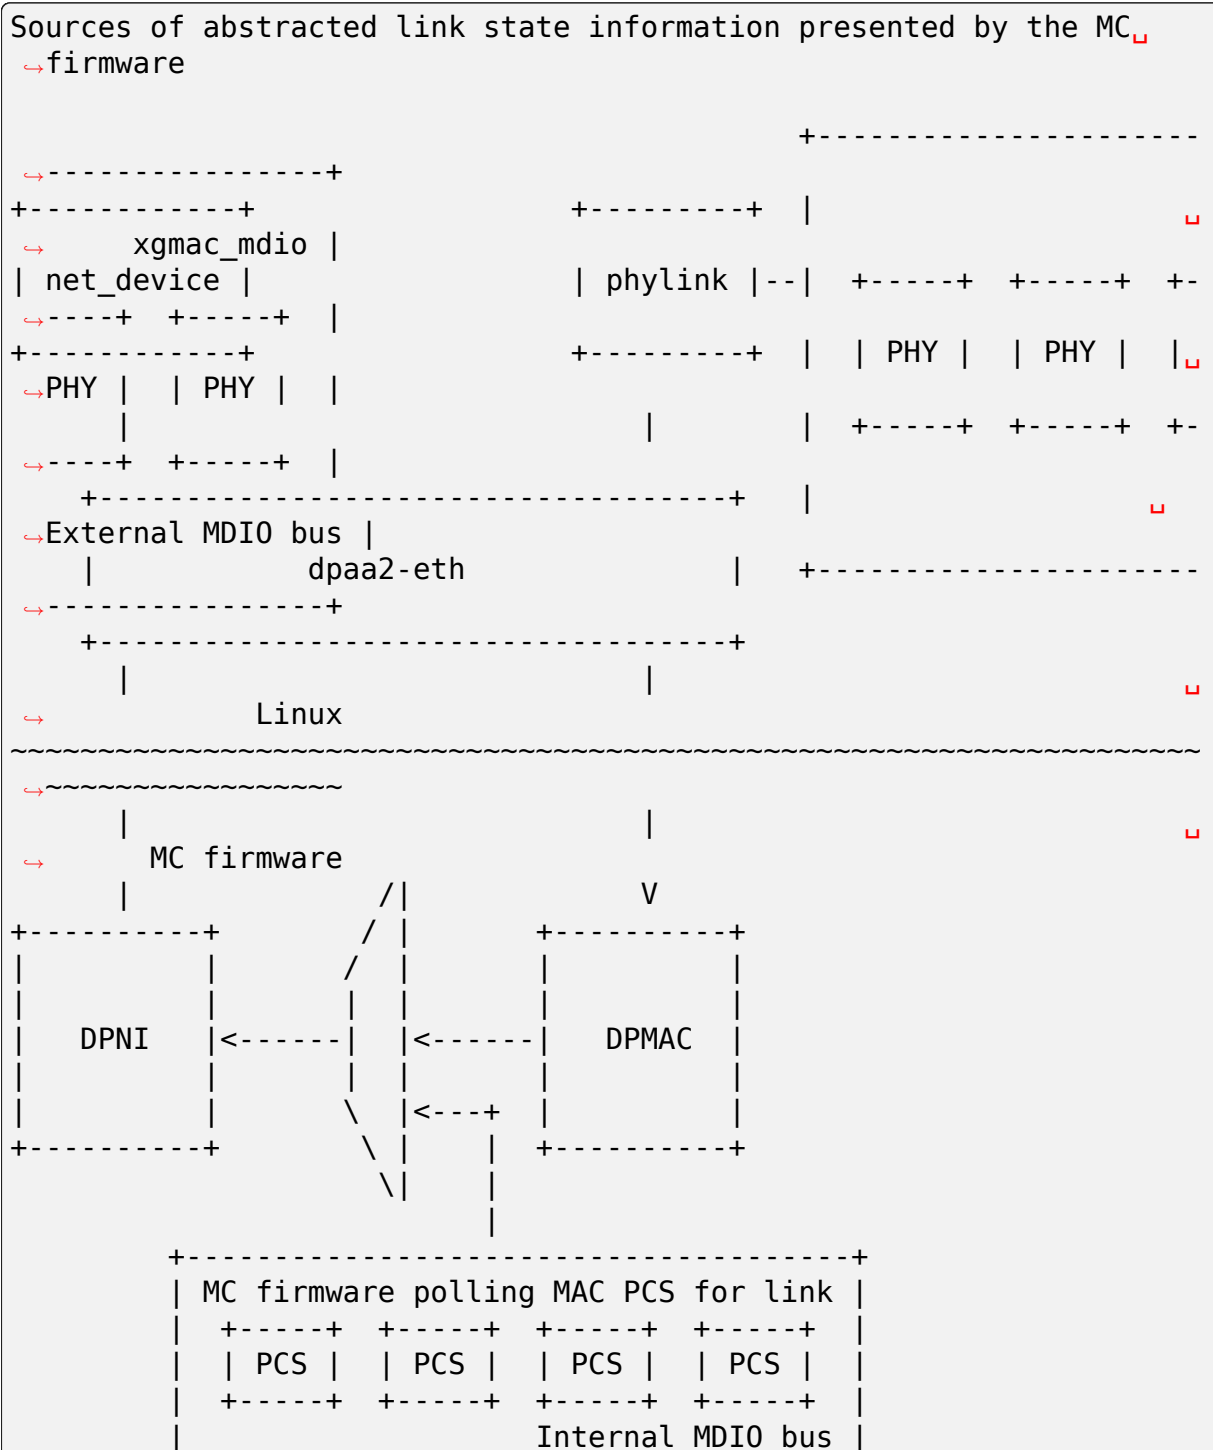 Sources of abstracted link state information presented by the MC␣
↪firmware
                                             +----------------------
↪----------------+
+------------+                  +---------+  |                     ␣
↪     xgmac_mdio |
| net_device |                  | phylink |--|  +-----+  +-----+  +-
↪----+  +-----+  |
+------------+                  +---------+  |  | PHY |  | PHY |  |␣
↪PHY |  | PHY |  |
      |                             |        |  +-----+  +-----+  +-
↪----+  +-----+  |
    +------------------------------------+   |                   ␣
↪External MDIO bus |
    |            dpaa2-eth               |   +----------------------
↪----------------+
    +------------------------------------+
      |                             |                              ␣
↪            Linux
~~~~~~~~~~~~~~~~~~~~~~~~~~~~~~~~~~~~~~~~~~~~~~~~~~~~~~~~~~~~~~~~~~~~
↪~~~~~~~~~~~~~~~~~
      |                             |                              ␣
↪      MC firmware
      |              /|             V
+----------+        / |       +----------+
|          |       /  |       |          |
|          |       |  |       |          |
|   DPNI   |<------|  |<------|   DPMAC  |
|          |       |  |       |          |
|          |       \  |<---+  |          |
+----------+        \ |    |  +----------+
                     \|    |
                           |
         +--------------------------------------+
         | MC firmware polling MAC PCS for link |
         |  +-----+  +-----+  +-----+  +-----+  |
         |  | PCS |  | PCS |  | PCS |  | PCS |  |
         |  +-----+  +-----+  +-----+  +-----+  |
         |                    Internal MDIO bus |